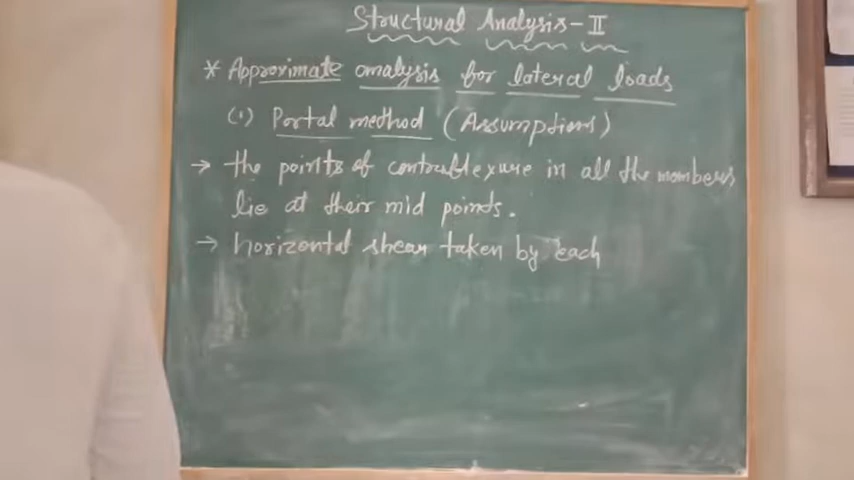 Structural Analysis-II
* Approximate analysis for lateral loads
(1) Portal method (Assumptions)
→ the points of contraflexure in all the members
lie at their mid points.
→ horizontal shear taken by each